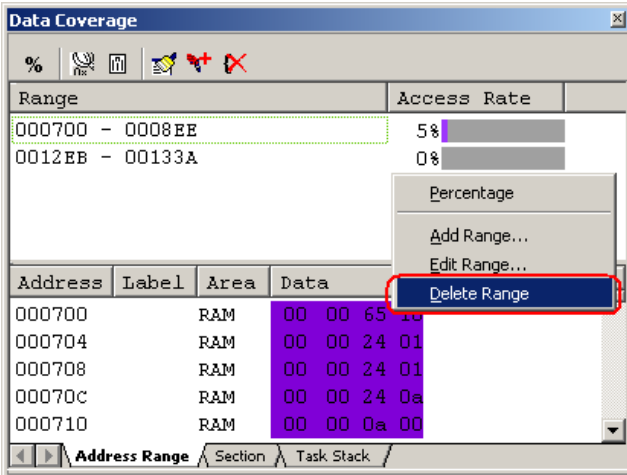 Data Coverage
%
Range Access Rate
000700 - 0008EE 5%
0012EB - 00133A 0%
Percentage
Add Range...
Edit Range...
Delete Range
Address Label Area Data
000700 RAM 00 00 65
000704 RAM 00 00 24 01
000708 RAM 00 00 24 01
00070C RAM 00 00 24 0a
000710 RAM 00 00 0a 00
Address Range Section Task Stack